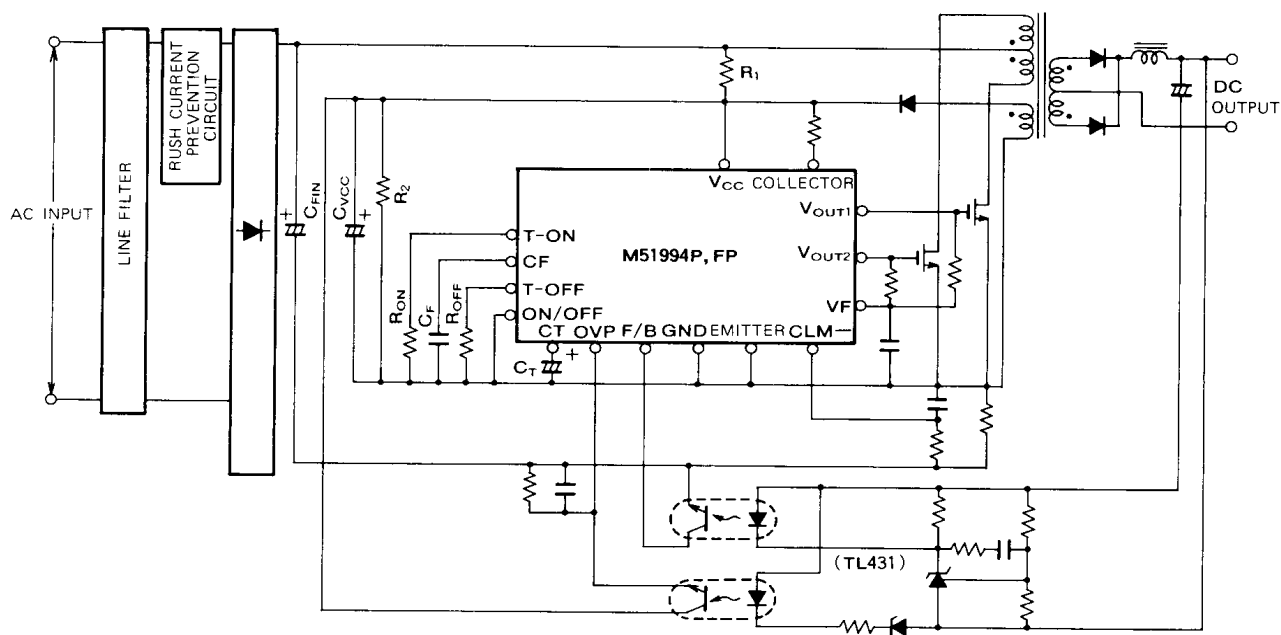 AC INPUT
LINE FILTER
RUSH CURRENT
PREVENTION
CIRCUIT
+
CFIN
CVCC
+
R2
R1
RON
CF
ROFF
T-ON
CF
T-OFF
ON/OFF
CT
OVP
F/B
GND
EMITTER
CLM−
VCC
COLLECTOR
M51994P, FP
VOUT1
VOUT2
VF
CT
+
DC
OUTPUT
(TL431)